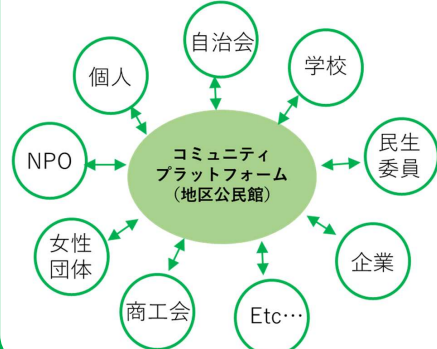 自治会
個人
学校
コミュニティ
プラットフォーム
（地区公民館）
NPO
民生
委員
女性
団体
企業
商工会
Etc…